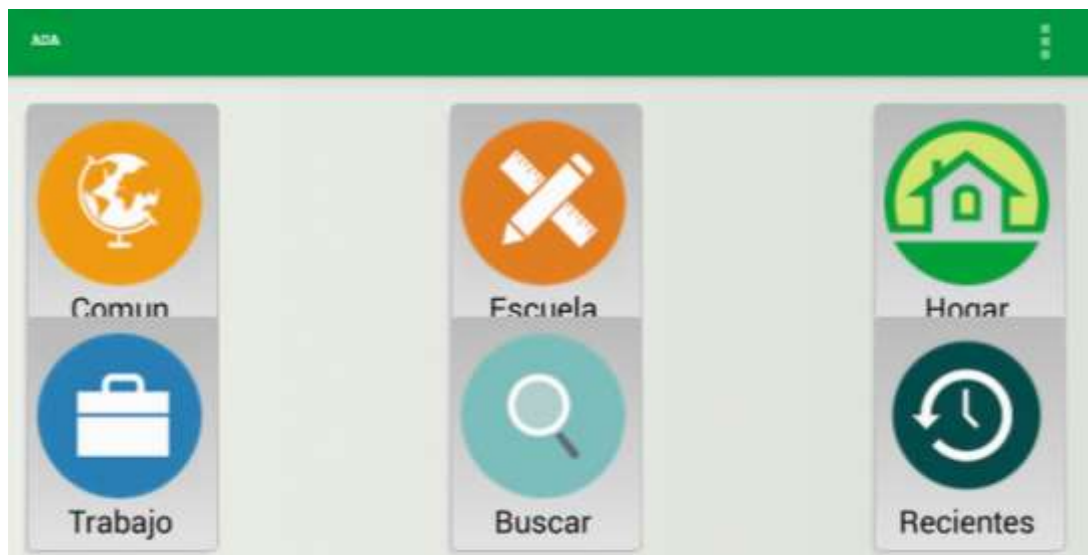 ADA
Comun
Escuela
Hogar
Trabajo
Buscar
Recientes